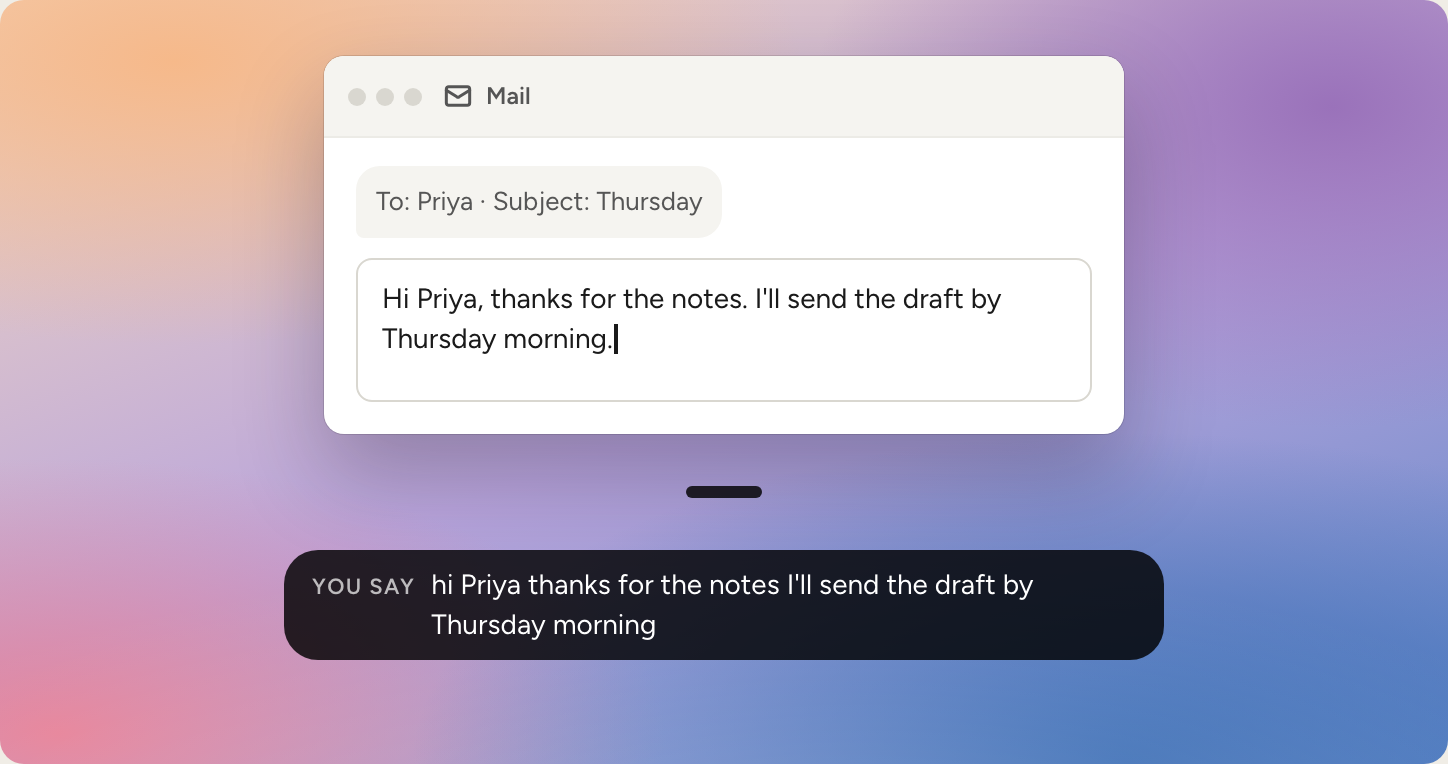 Mail
To: Priya · Subject: Thursday
Hi Priya, thanks for the notes. I'll send the draft by
Thursday morning.
YOU SAY hi Priya thanks for the notes I'll send the draft by
Thursday morning